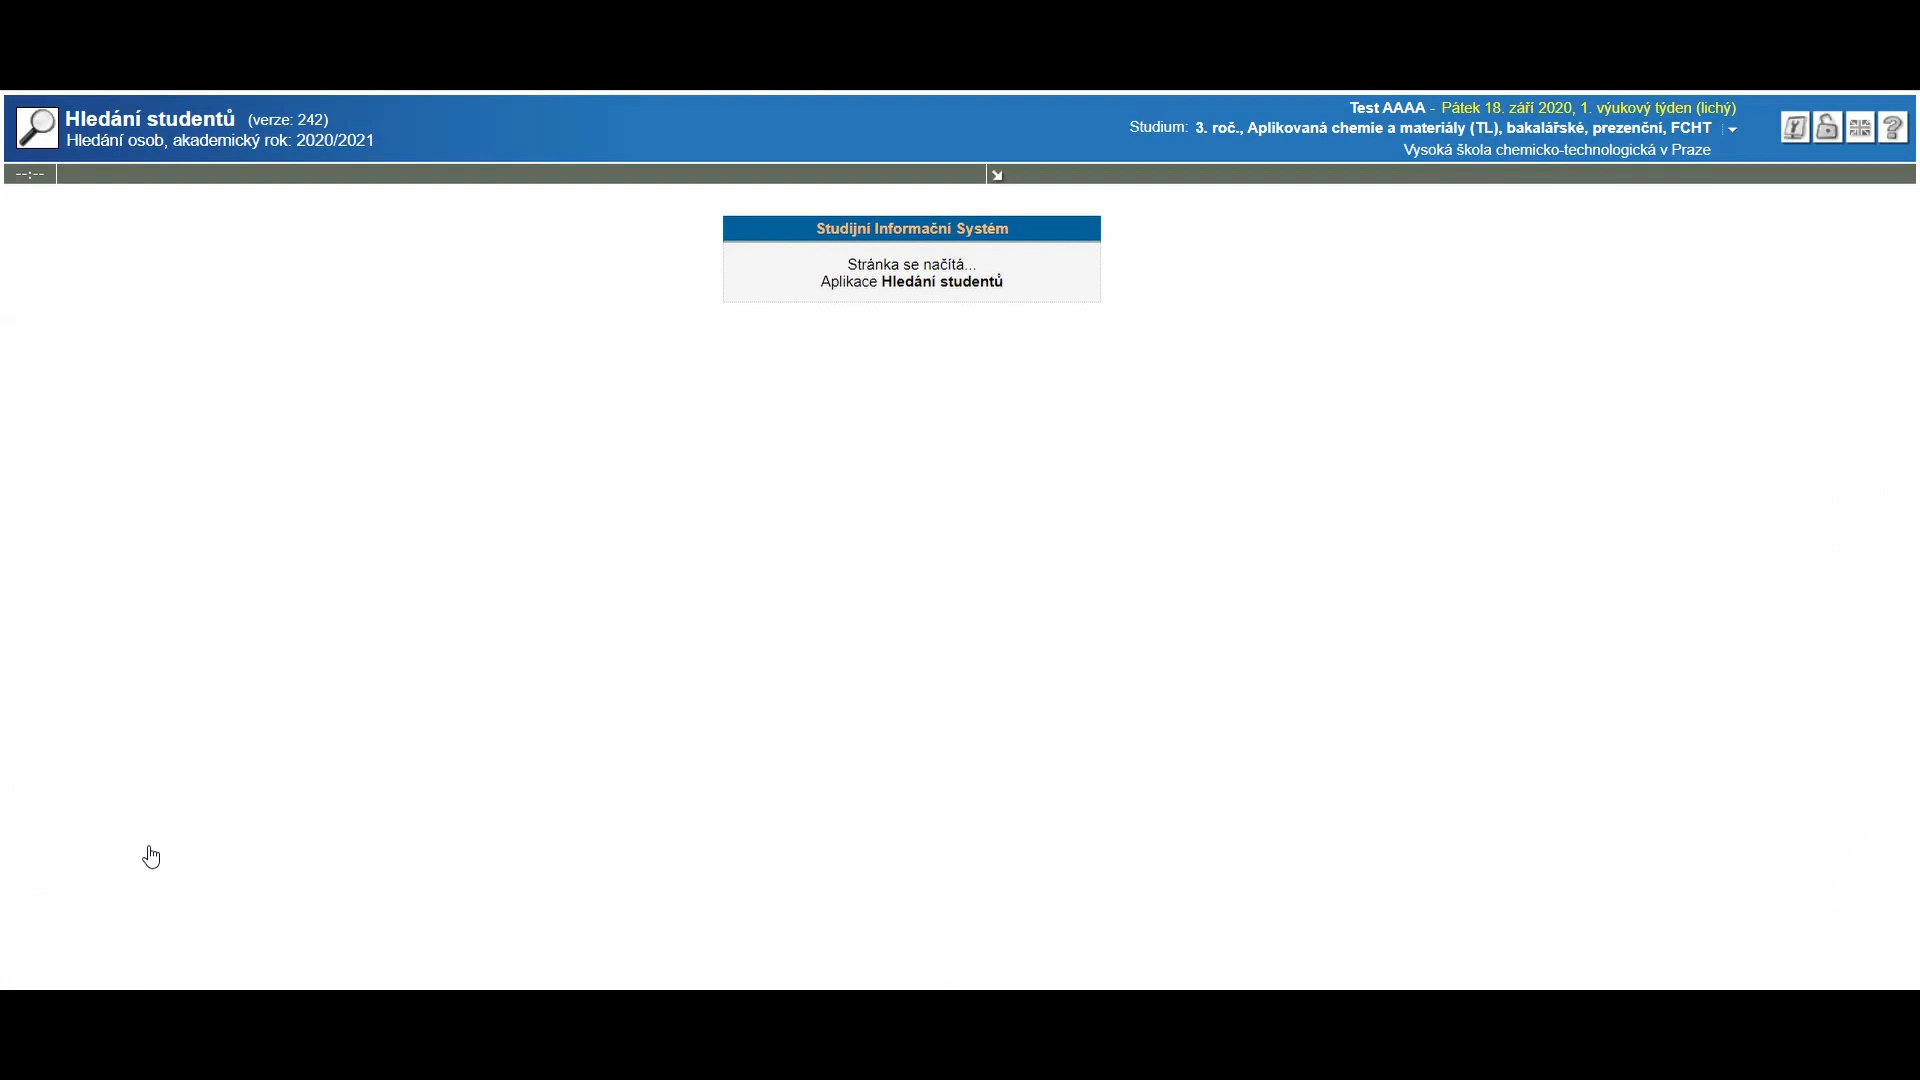 Hledání studentů (verze: 242)
Hledání osob, akademický rok: 2020/2021
Test AAAA - Pátek 18. září 2020, 1. výukový týden (lichý)
Studium: 3. roč., Aplikovaná chemie a materiály (TL), bakalářské, prezenční, FCHT
Vysoká škola chemicko-technologická v Praze
--:--
Studijní Informační Systém
Stránka se načítá...
Aplikace Hledání studentů